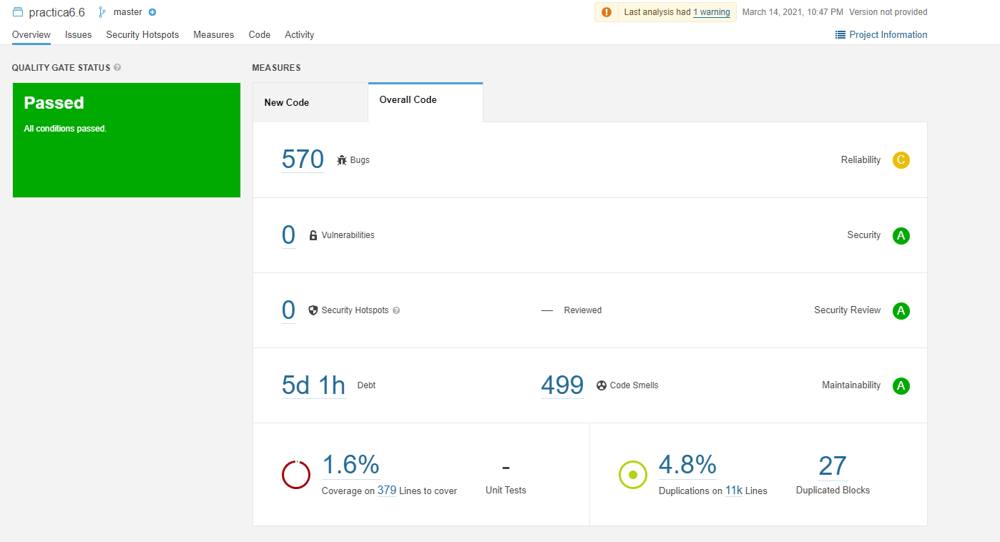 practica6.6 master
Last analysis had 1 warning March 14, 2021, 10:47 PM Version not provided
Overview Issues Security Hotspots Measures Code Activity
Project Information
QUALITY GATE STATUS ?
Passed
All conditions passed.
MEASURES
New Code
Overall Code
570 Bugs
Reliability C
0 Vulnerabilities
Security A
0 Security Hotspots ?
— Reviewed
Security Review A
5d 1h Debt
499 Code Smells
Maintainability A
1.6%
Coverage on 379 Lines to cover
-
Unit Tests
4.8%
Duplications on 11k Lines
27
Duplicated Blocks